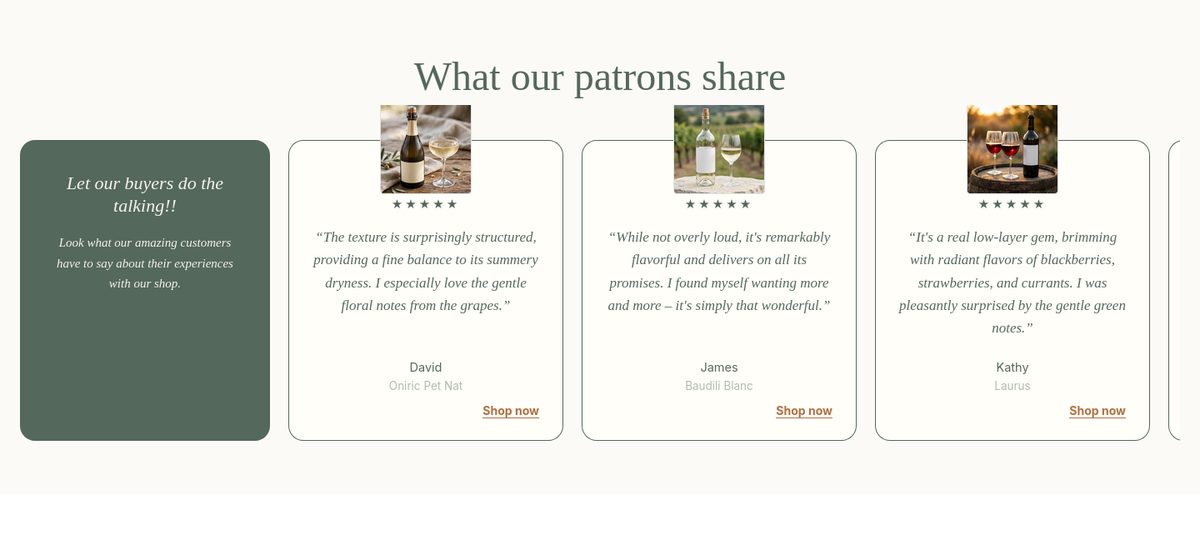 What our patrons share
Let our buyers do the
talking!!
Look what our amazing customers
have to say about their experiences
with our shop.
★★★★★
“The texture is surprisingly structured,
providing a fine balance to its summery
dryness. I especially love the gentle
floral notes from the grapes.”
David
Oniric Pet Nat
Shop now
★★★★★
“While not overly loud, it's remarkably
flavorful and delivers on all its
promises. I found myself wanting more
and more – it's simply that wonderful.”
James
Baudili Blanc
Shop now
★★★★★
“It's a real low-layer gem, brimming
with radiant flavors of blackberries,
strawberries, and currants. I was
pleasantly surprised by the gentle green
notes.”
Kathy
Laurus
Shop now